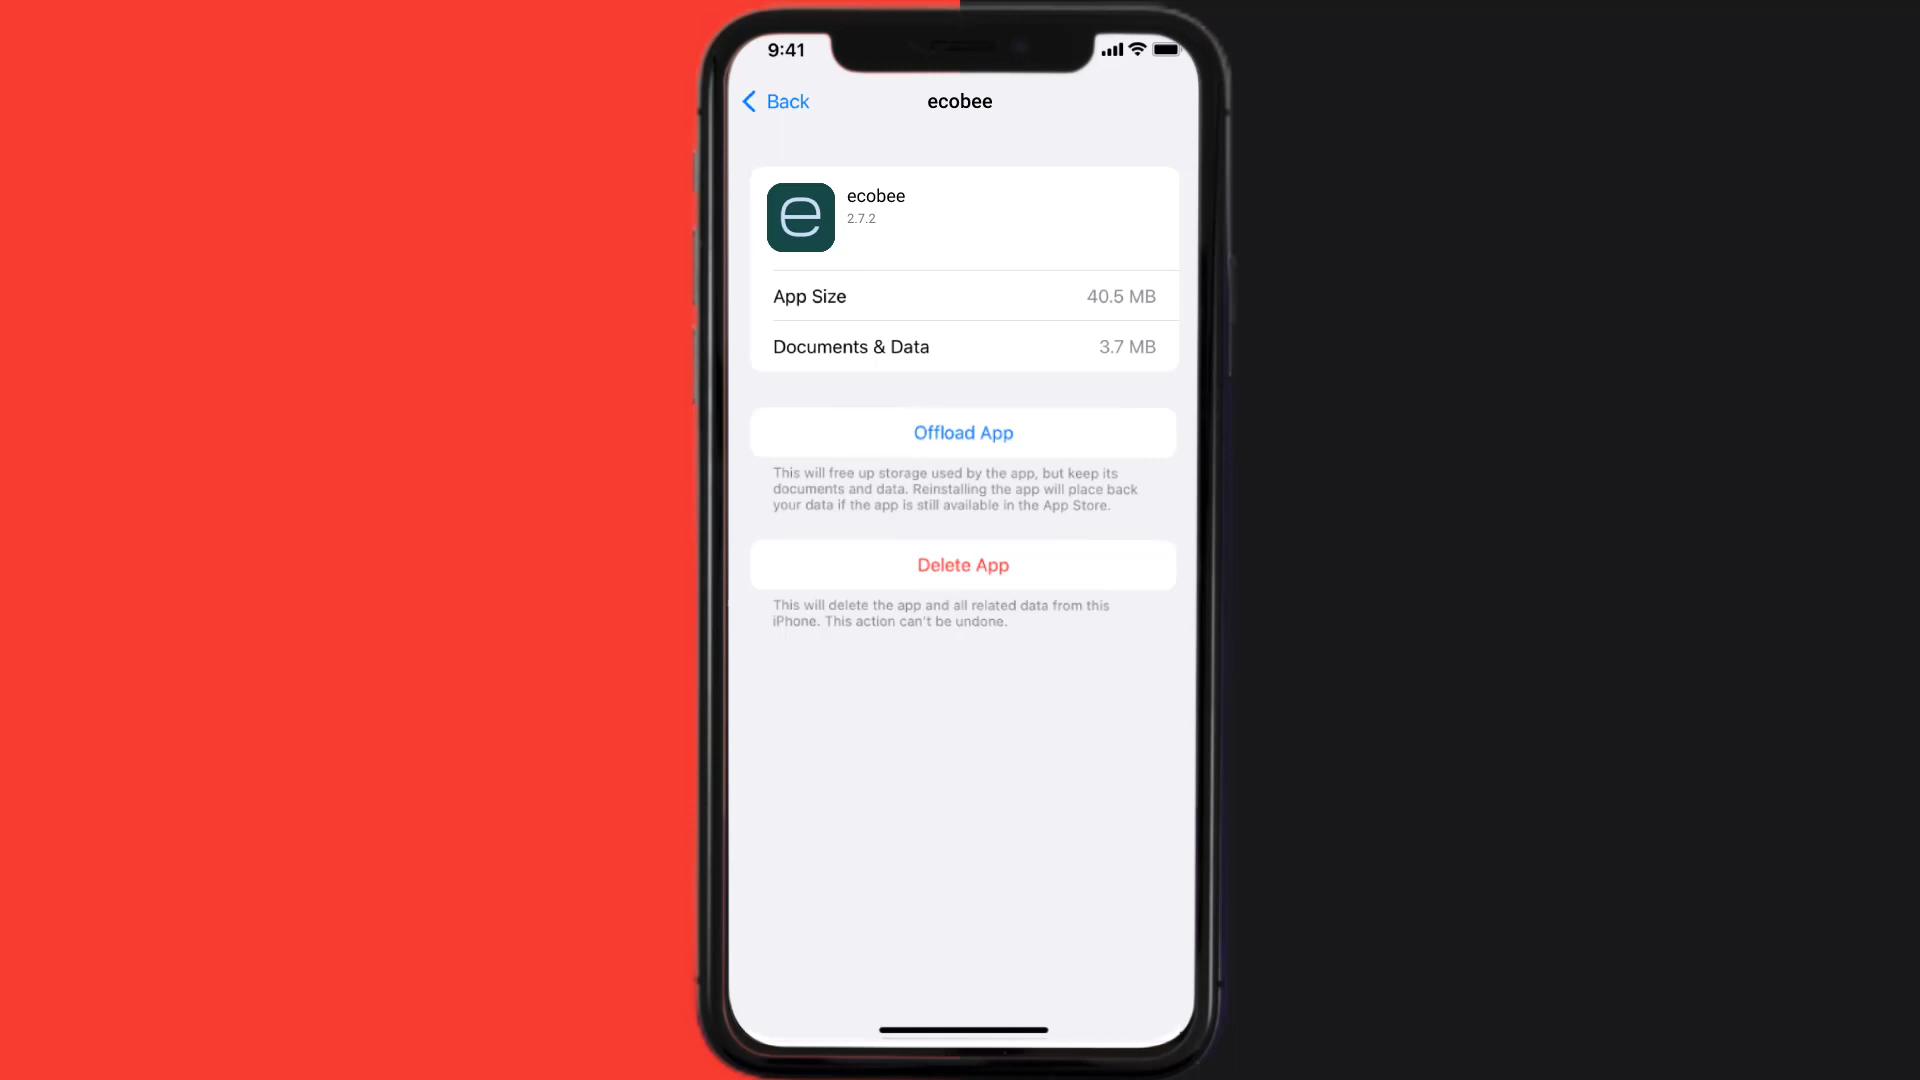 9:41
Back
ecobee
e
ecobee
2.7.2
App Size
40.5 MB
Documents & Data
3.7 MB
Offload App
This will free up storage used by the app, but keep its
documents and data. Reinstalling the app will place back
your data if the app is still available in the App Store.
Delete App
This will delete the app and all related data from this
iPhone. This action can't be undone.